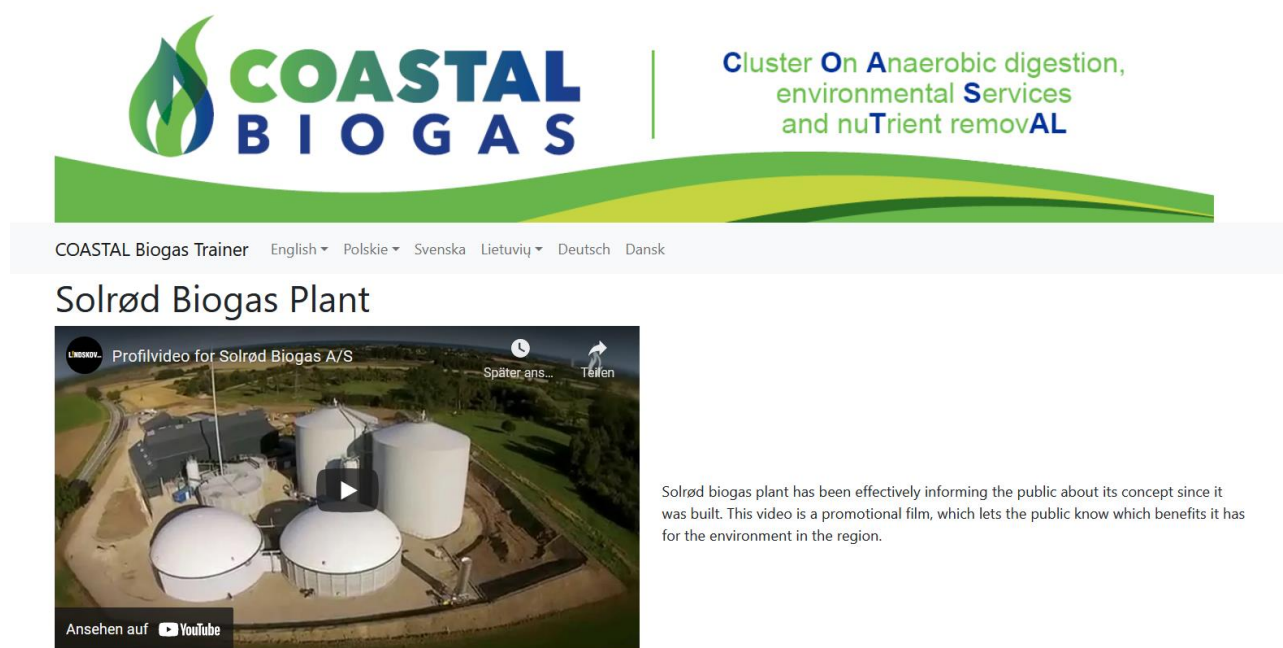 COASTAL
BIOGAS
Cluster On Anaerobic digestion,
environmental Services
and nuTrient removAL
COASTAL Biogas Trainer English Polskie Svenska Lietuvių Deutsch Dansk
Solrød Biogas Plant
LINDSKOV...
Profilvideo for Solrød Biogas A/S
Später ans...
Teilen
Solrød biogas plant has been effectively informing the public about its concept since it
was built. This video is a promotional film, which lets the public know which benefits it has
for the environment in the region.
Ansehen auf YouTube